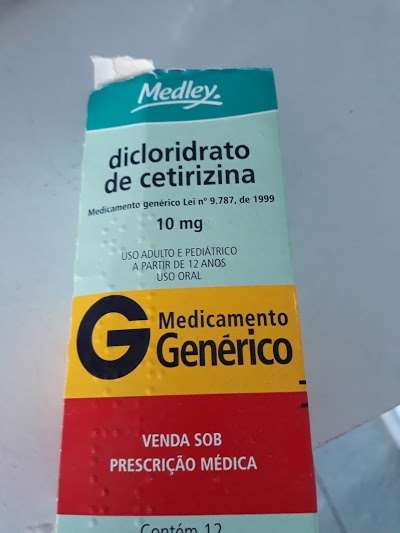 Medley.
dicloridrato
de cetirizina
Medicamento genérico Lei nº 9.787, de 1999
10 mg
USO ADULTO E PEDIÁTRICO
A PARTIR DE 12 ANOS
USO ORAL
G Medicamento
Genérico
VENDA SOB
PRESCRIÇÃO MÉDICA
Contém 12